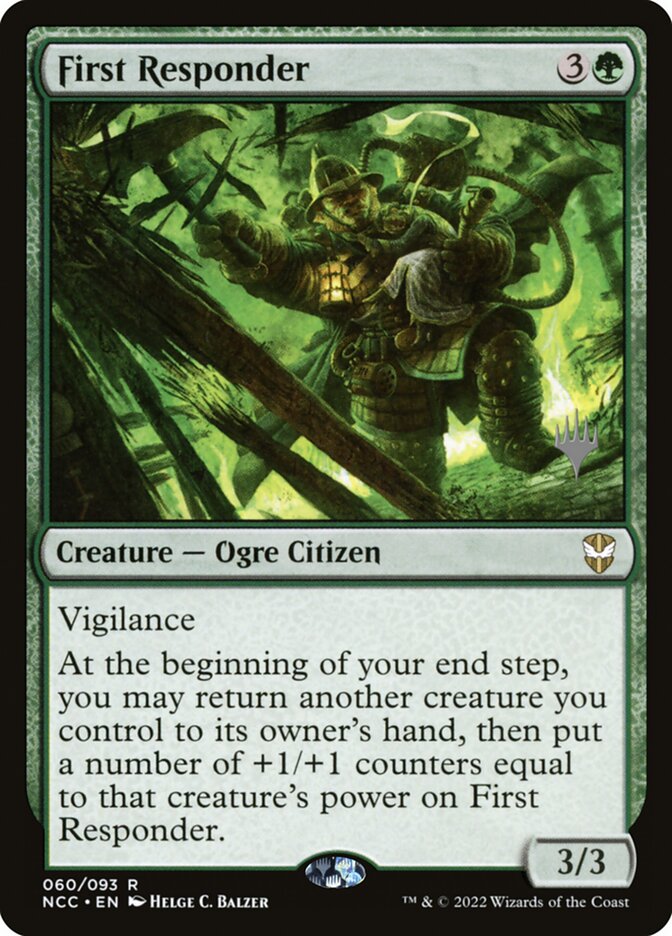 First Responder 3
Creature — Ogre Citizen
Vigilance
At the beginning of your end step,
you may return another creature you
control to its owner's hand, then put
a number of +1/+1 counters equal
to that creature's power on First
Responder.
3/3
060/093 R
NCC • EN Helge C. Balzer ™ & © 2022 Wizards of the Coast